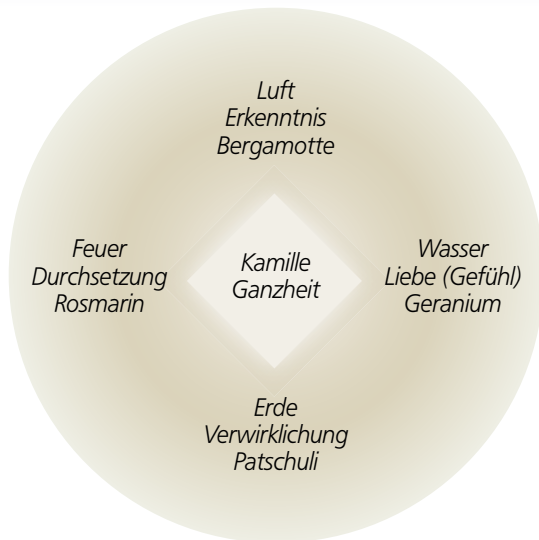 Luft
Erkenntnis
Bergamotte
Feuer
Durchsetzung
Rosmarin
Kamille
Ganzheit
Wasser
Liebe (Gefühl)
Geranium
Erde
Verwirklichung
Patschuli